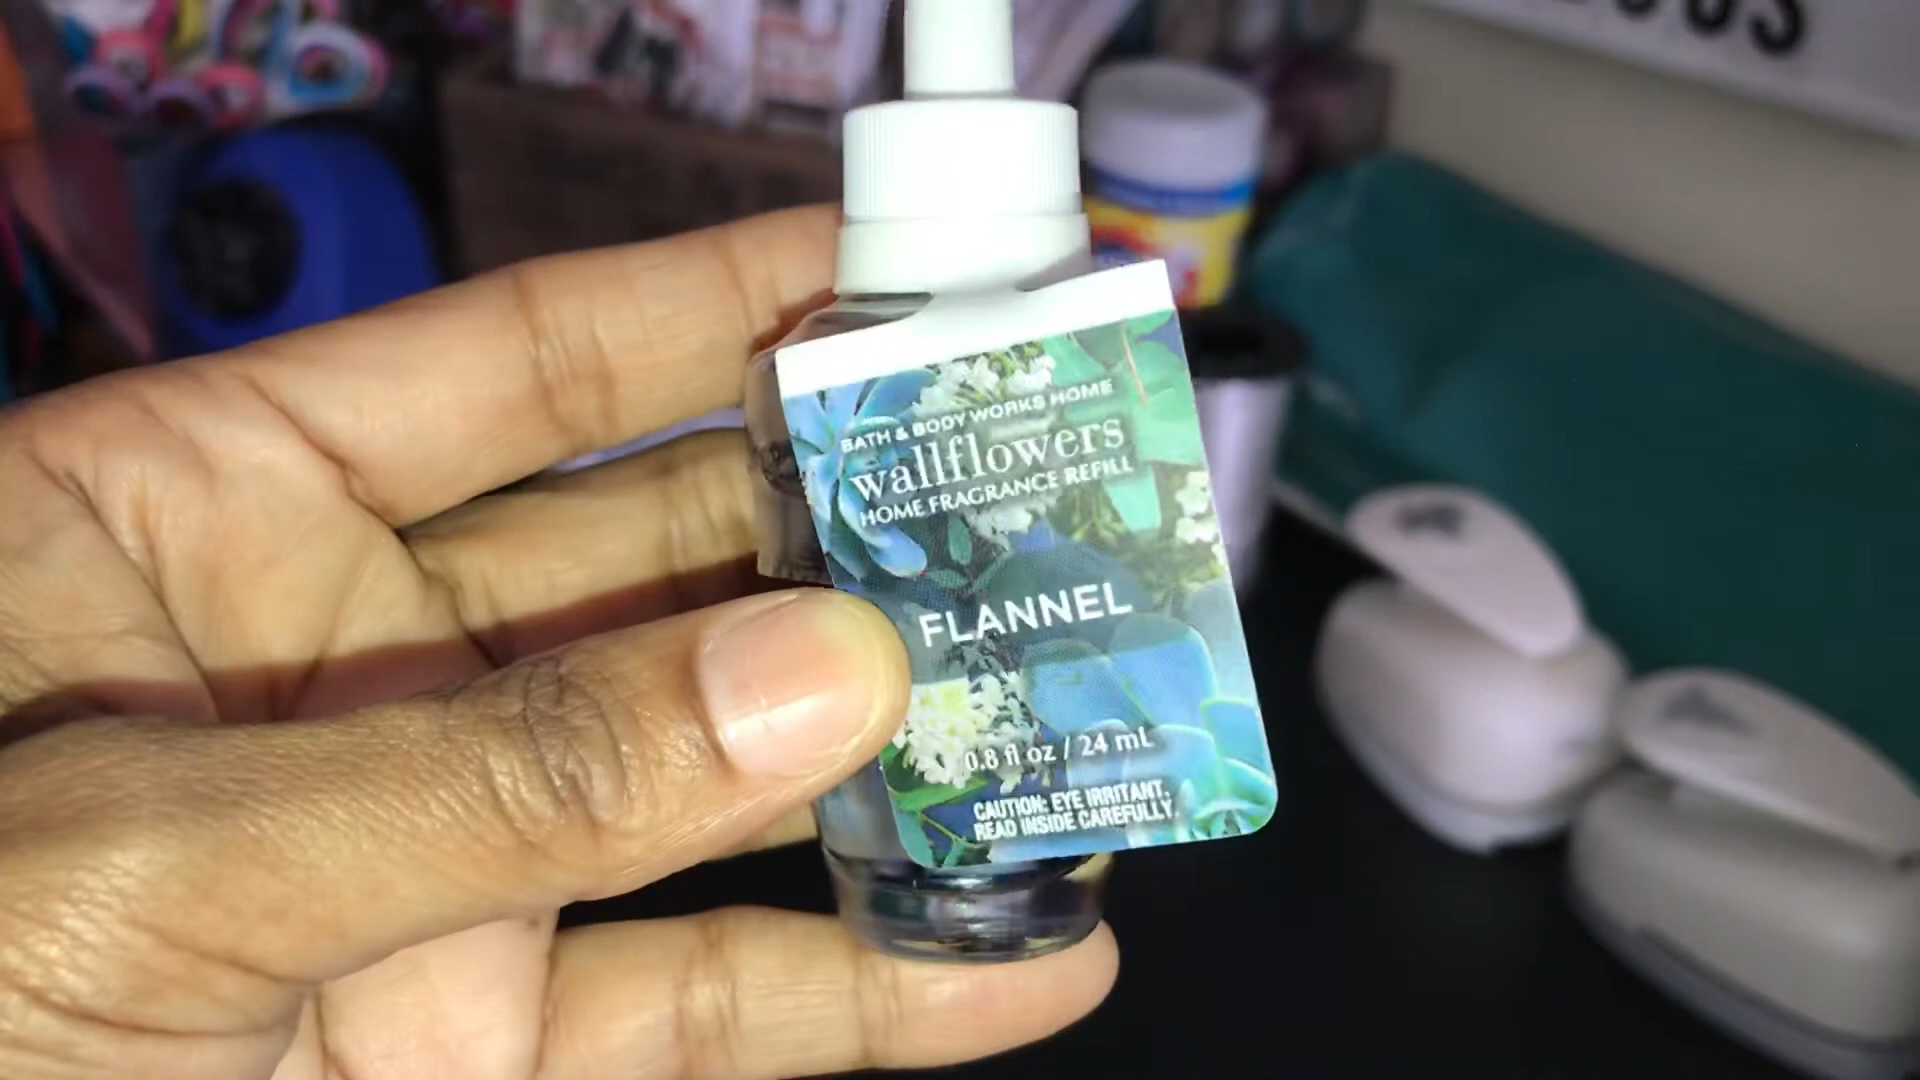 BATH & BODY WORKS HOME
wallflowers
HOME FRAGRANCE REFILL
FLANNEL
0.8 fl oz / 24 mL
CAUTION: EYE IRRITANT.
READ INSIDE CAREFULLY.